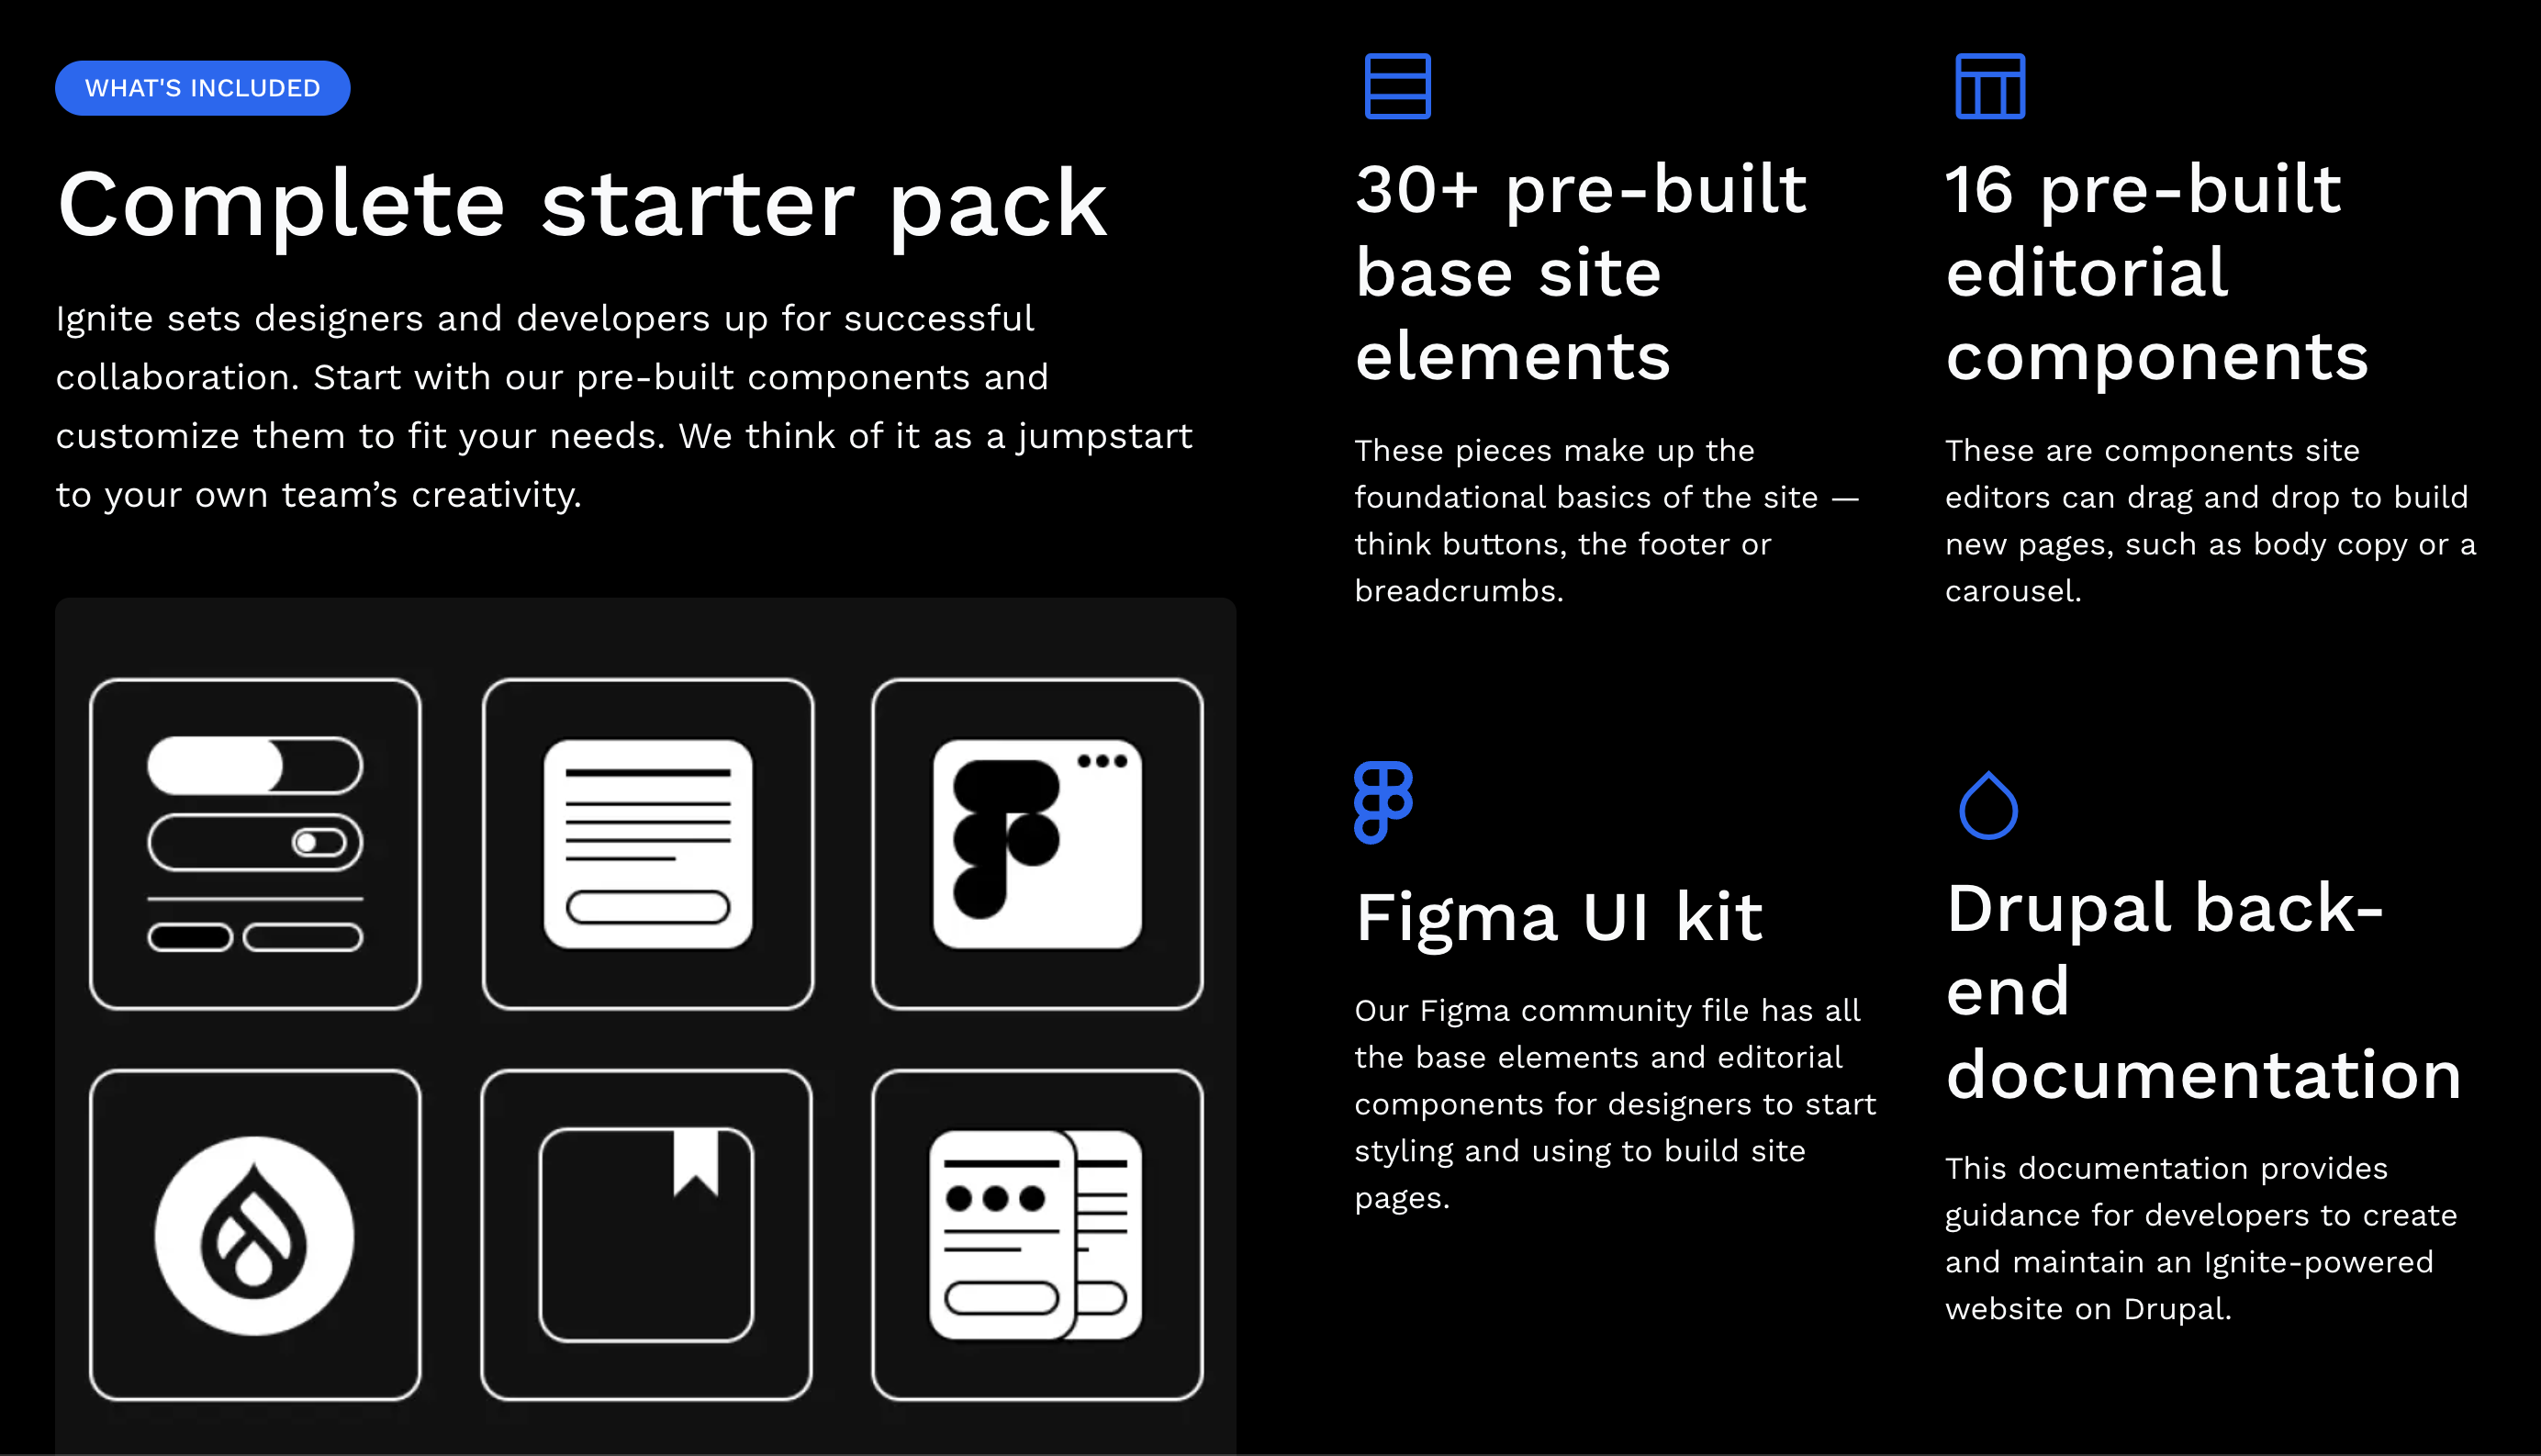 WHAT'S INCLUDED
Complete starter pack
Ignite sets designers and developers up for successful
collaboration. Start with our pre-built components and
customize them to fit your needs. We think of it as a jumpstart
to your own team’s creativity.
30+ pre-built
base site
elements
These pieces make up the
foundational basics of the site —
think buttons, the footer or
breadcrumbs.
16 pre-built
editorial
components
These are components site
editors can drag and drop to build
new pages, such as body copy or a
carousel.
Figma UI kit
Our Figma community file has all
the base elements and editorial
components for designers to start
styling and using to build site
pages.
Drupal back-
end
documentation
This documentation provides
guidance for developers to create
and maintain an Ignite-powered
website on Drupal.